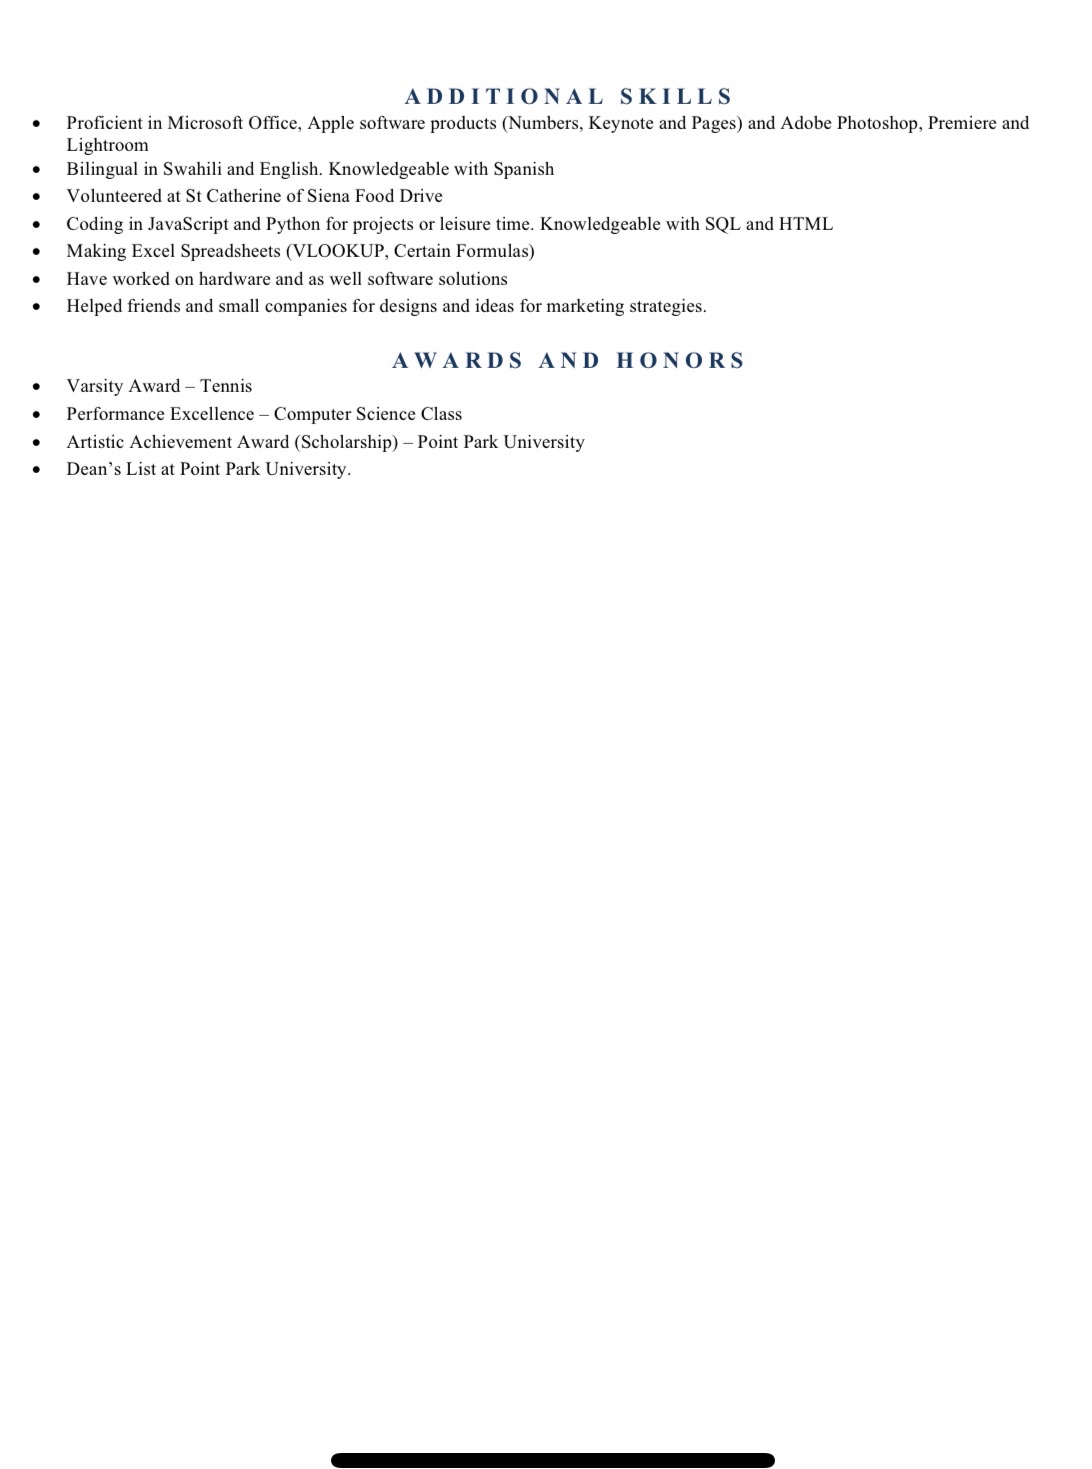 ADDITIONAL SKILLS
• Proficient in Microsoft Office, Apple software products (Numbers, Keynote and Pages) and Adobe Photoshop, Premiere and
Lightroom
• Bilingual in Swahili and English. Knowledgeable with Spanish
• Volunteered at St Catherine of Siena Food Drive
• Coding in JavaScript and Python for projects or leisure time. Knowledgeable with SQL and HTML
• Making Excel Spreadsheets (VLOOKUP, Certain Formulas)
• Have worked on hardware and as well software solutions
• Helped friends and small companies for designs and ideas for marketing strategies.
AWARDS AND HONORS
• Varsity Award – Tennis
• Performance Excellence – Computer Science Class
• Artistic Achievement Award (Scholarship) – Point Park University
• Dean’s List at Point Park University.